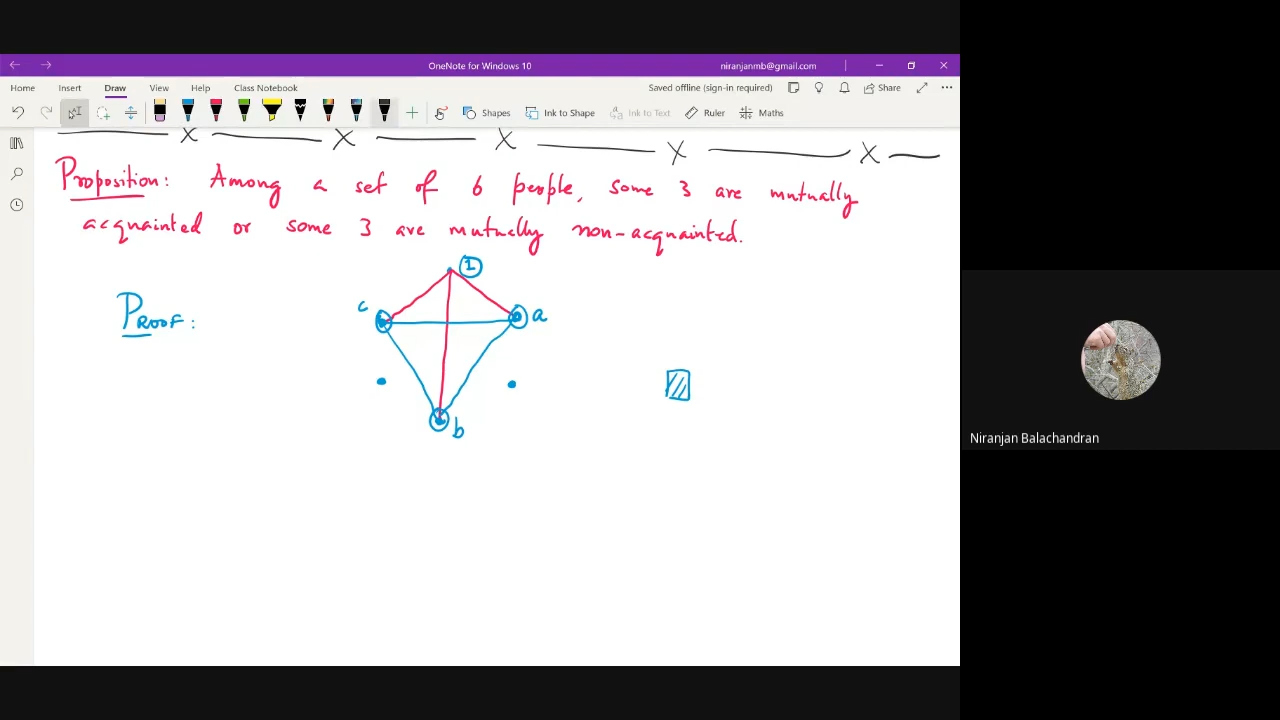 OneNote for Windows 10
niranjanmb@gmail.com
Home Insert Draw View Help Class Notebook
Saved offline (sign-in required)
Share
Shapes Ink to Shape Ink to Text Ruler Maths
x x x x x
Proposition: Among a set of 6 people, some 3 are mutually
acquainted or some 3 are mutually non-acquainted.
1
Proof:
c
a
b
Niranjan Balachandran